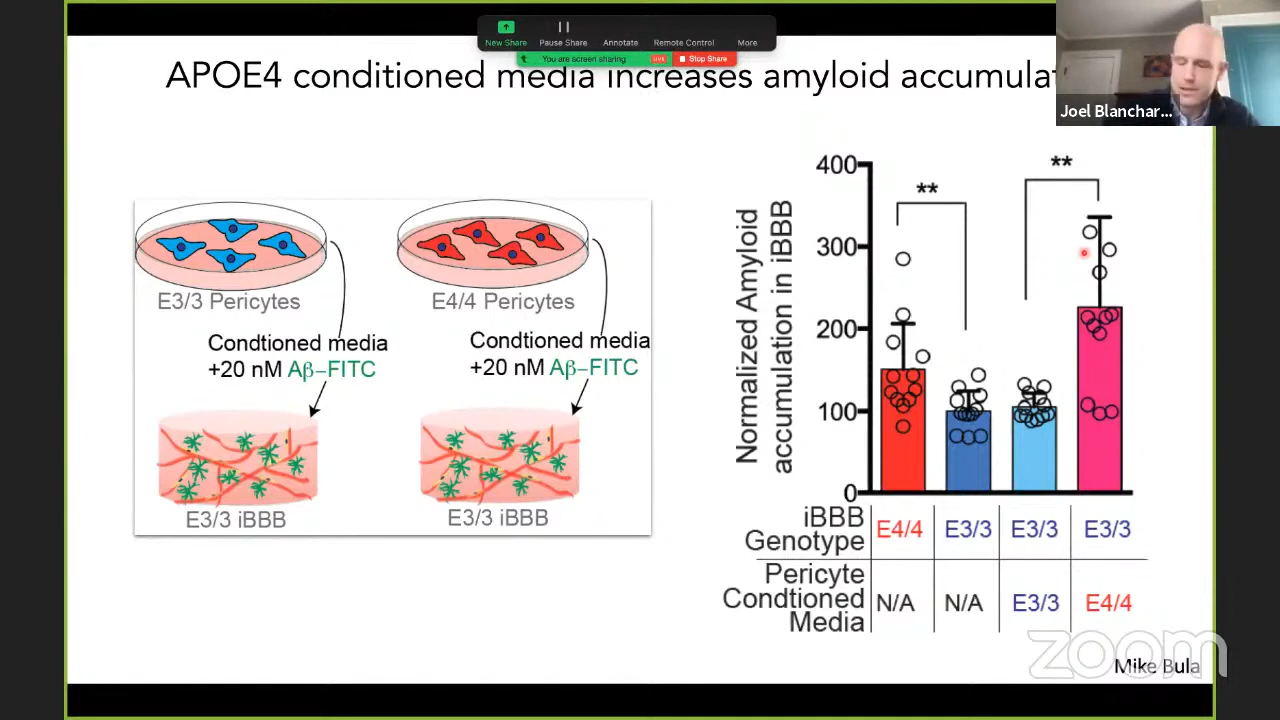 New Share
Pause Share
Annotate
Remote Control
More
You are screen sharing
LIVE
Stop Share
APOE4 conditioned media increases amyloid accumulat
Joel Blanchar...
E3/3 Pericytes
E4/4 Pericytes
Condtioned media
+20 nM Aβ–FITC
Condtioned media
+20 nM Aβ–FITC
E3/3 iBBB
E3/3 iBBB
Normalized Amyloid
accumulation in iBBB
400
300
200
100
0
**
**
iBBB
Genotype
E4/4
E3/3
E3/3
E3/3
Pericyte
Condtioned
Media
N/A
N/A
E3/3
E4/4
zoom
Mike Bula